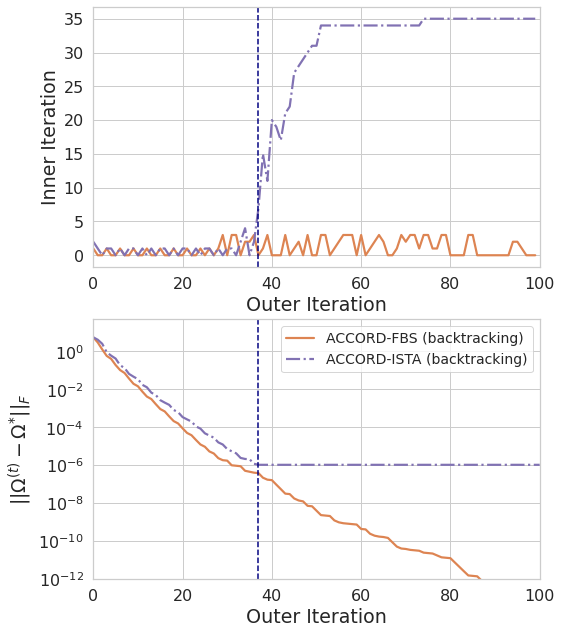 35
30
25
20
15
10
5
0
Inner Iteration
0 20 40 60 80 100
Outer Iteration
ACCORD-FBS (backtracking)
ACCORD-ISTA (backtracking)
10^0
10^{-2}
10^{-4}
10^{-6}
10^{-8}
10^{-10}
10^{-12}
||Ω^{(t)} − Ω^*||_F
0 20 40 60 80 100
Outer Iteration